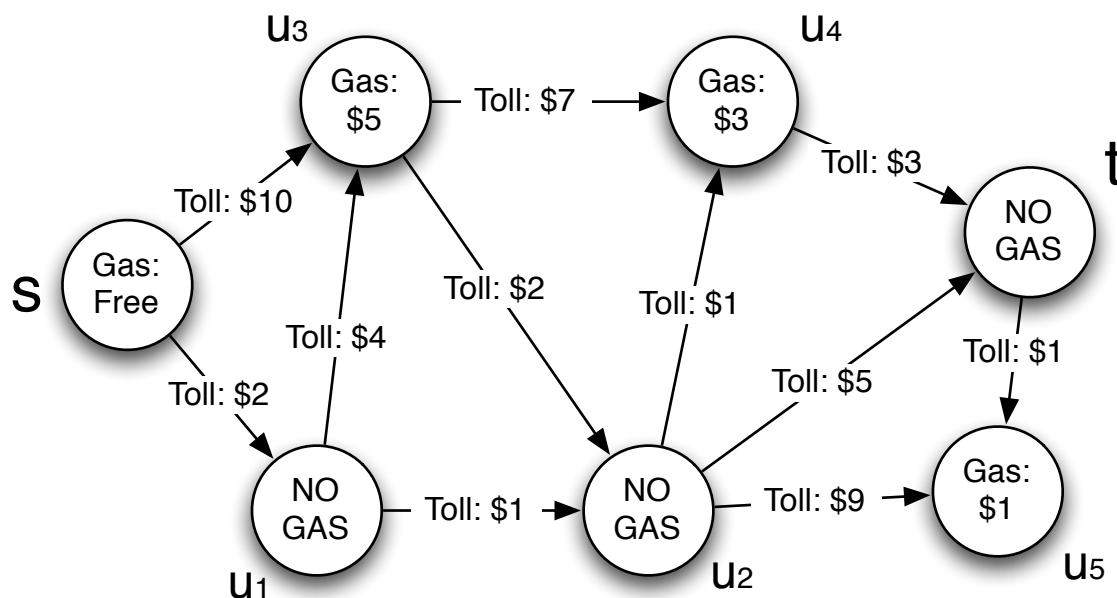 u3
u4
Gas:
$5
Toll: $7
Gas:
$3
Toll: $3
t
Toll: $10
NO
GAS
s
Gas:
Free
Toll: $2
Toll: $1
Toll: $4
Toll: $1
Toll: $2
Toll: $5
NO
GAS
Toll: $1
NO
GAS
Toll: $9
Gas:
$1
u1
u2
u5